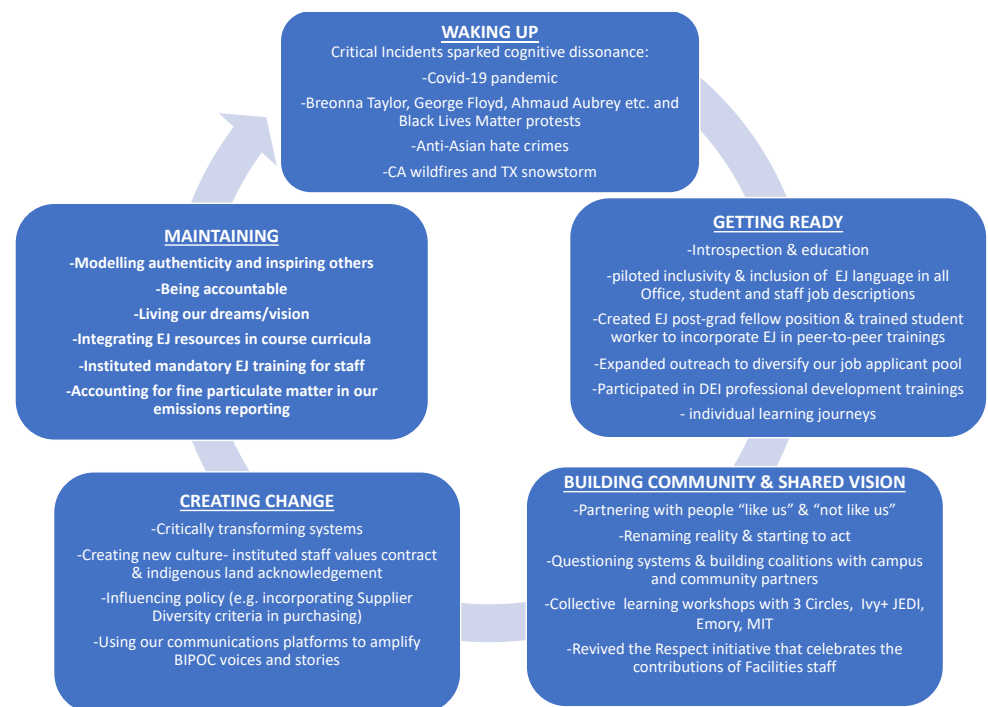 WAKING UP
Critical Incidents sparked cognitive dissonance:
-Covid-19 pandemic
-Breonna Taylor, George Floyd, Ahmaud Aubrey etc. and
Black Lives Matter protests
-Anti-Asian hate crimes
-CA wildfires and TX snowstorm
GETTING READY
-Introspection & education
-piloted inclusivity & inclusion of EJ language in all
Office, student and staff job descriptions
-Created EJ post-grad fellow position & trained student
worker to incorporate EJ in peer-to-peer trainings
-Expanded outreach to diversify our job applicant pool
-Participated in DEI professional development trainings
- individual learning journeys
BUILDING COMMUNITY & SHARED VISION
-Partnering with people “like us” & “not like us”
-Renaming reality & starting to act
-Questioning systems & building coalitions with campus
and community partners
-Collective learning workshops with 3 Circles, Ivy+ JEDI,
Emory, MIT
-Revived the Respect initiative that celebrates the
contributions of Facilities staff
CREATING CHANGE
-Critically transforming systems
-Creating new culture- instituted staff values contract
& indigenous land acknowledgement
-Influencing policy (e.g. incorporating Supplier
Diversity criteria in purchasing)
-Using our communications platforms to amplify
BIPOC voices and stories
MAINTAINING
-Modelling authenticity and inspiring others
-Being accountable
-Living our dreams/vision
-Integrating EJ resources in course curricula
-Instituted mandatory EJ training for staff
-Accounting for fine particulate matter in our
emissions reporting